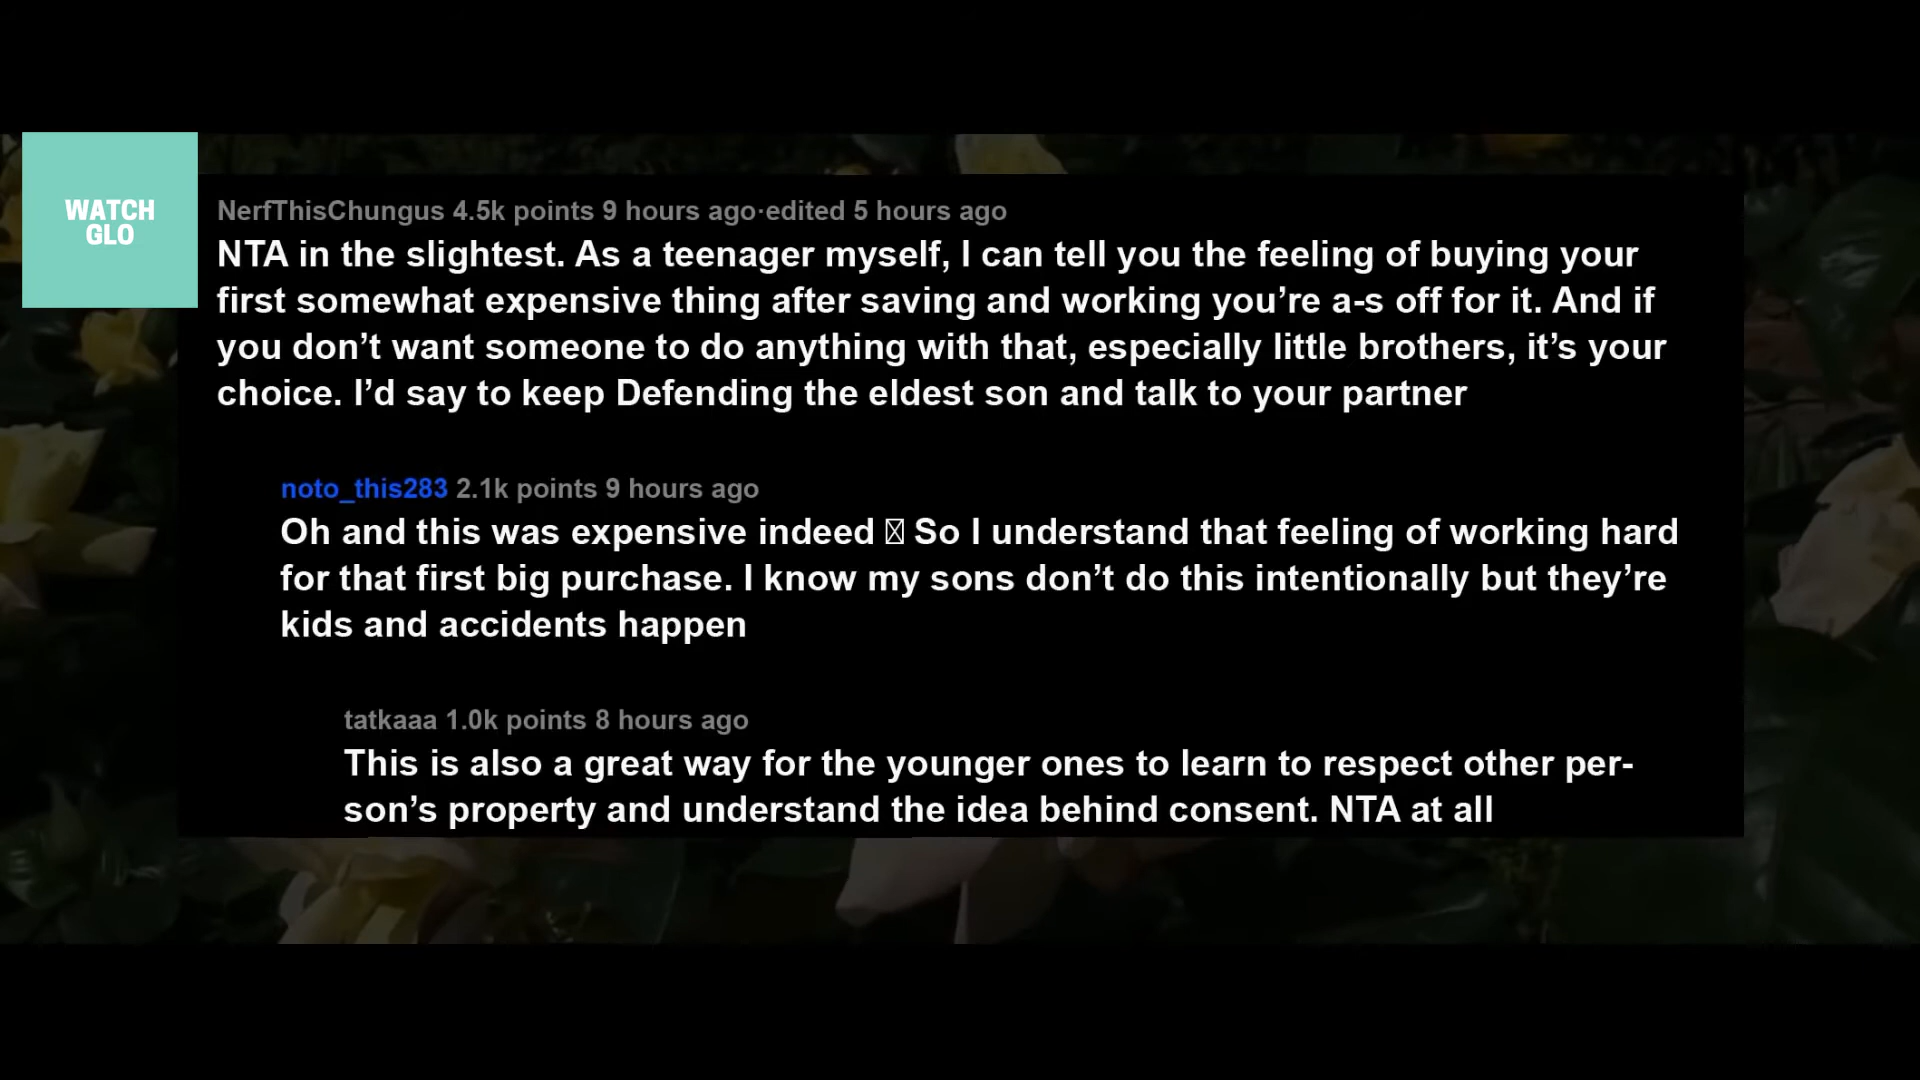 WATCH
GLO
NerfThisChungus 4.5k points 9 hours ago·edited 5 hours ago
NTA in the slightest. As a teenager myself, I can tell you the feeling of buying your
first somewhat expensive thing after saving and working you’re a-s off for it. And if
you don’t want someone to do anything with that, especially little brothers, it’s your
choice. I’d say to keep Defending the eldest son and talk to your partner
noto_this283 2.1k points 9 hours ago
Oh and this was expensive indeed So I understand that feeling of working hard
for that first big purchase. I know my sons don’t do this intentionally but they’re
kids and accidents happen
tatkaaa 1.0k points 8 hours ago
This is also a great way for the younger ones to learn to respect other per-
son’s property and understand the idea behind consent. NTA at all